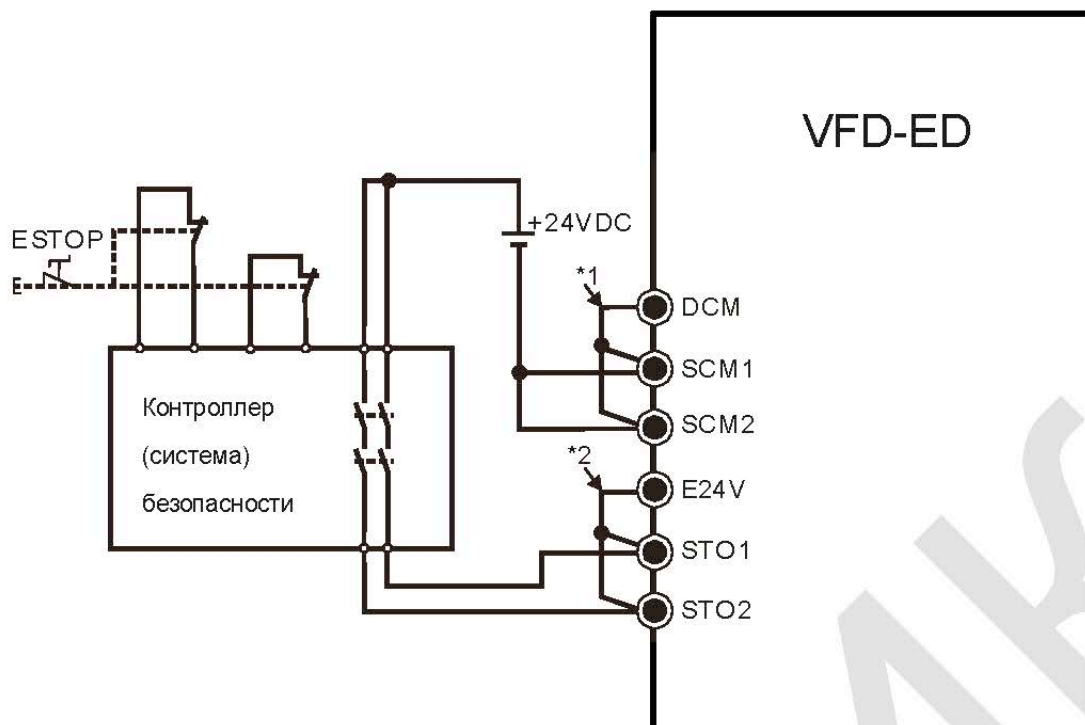 VFD-ED
+24VDC
ESTOP
*1
DCM
SCM1
SCM2
*2
E24V
STO1
STO2
Контроллер
(система)
безопасности